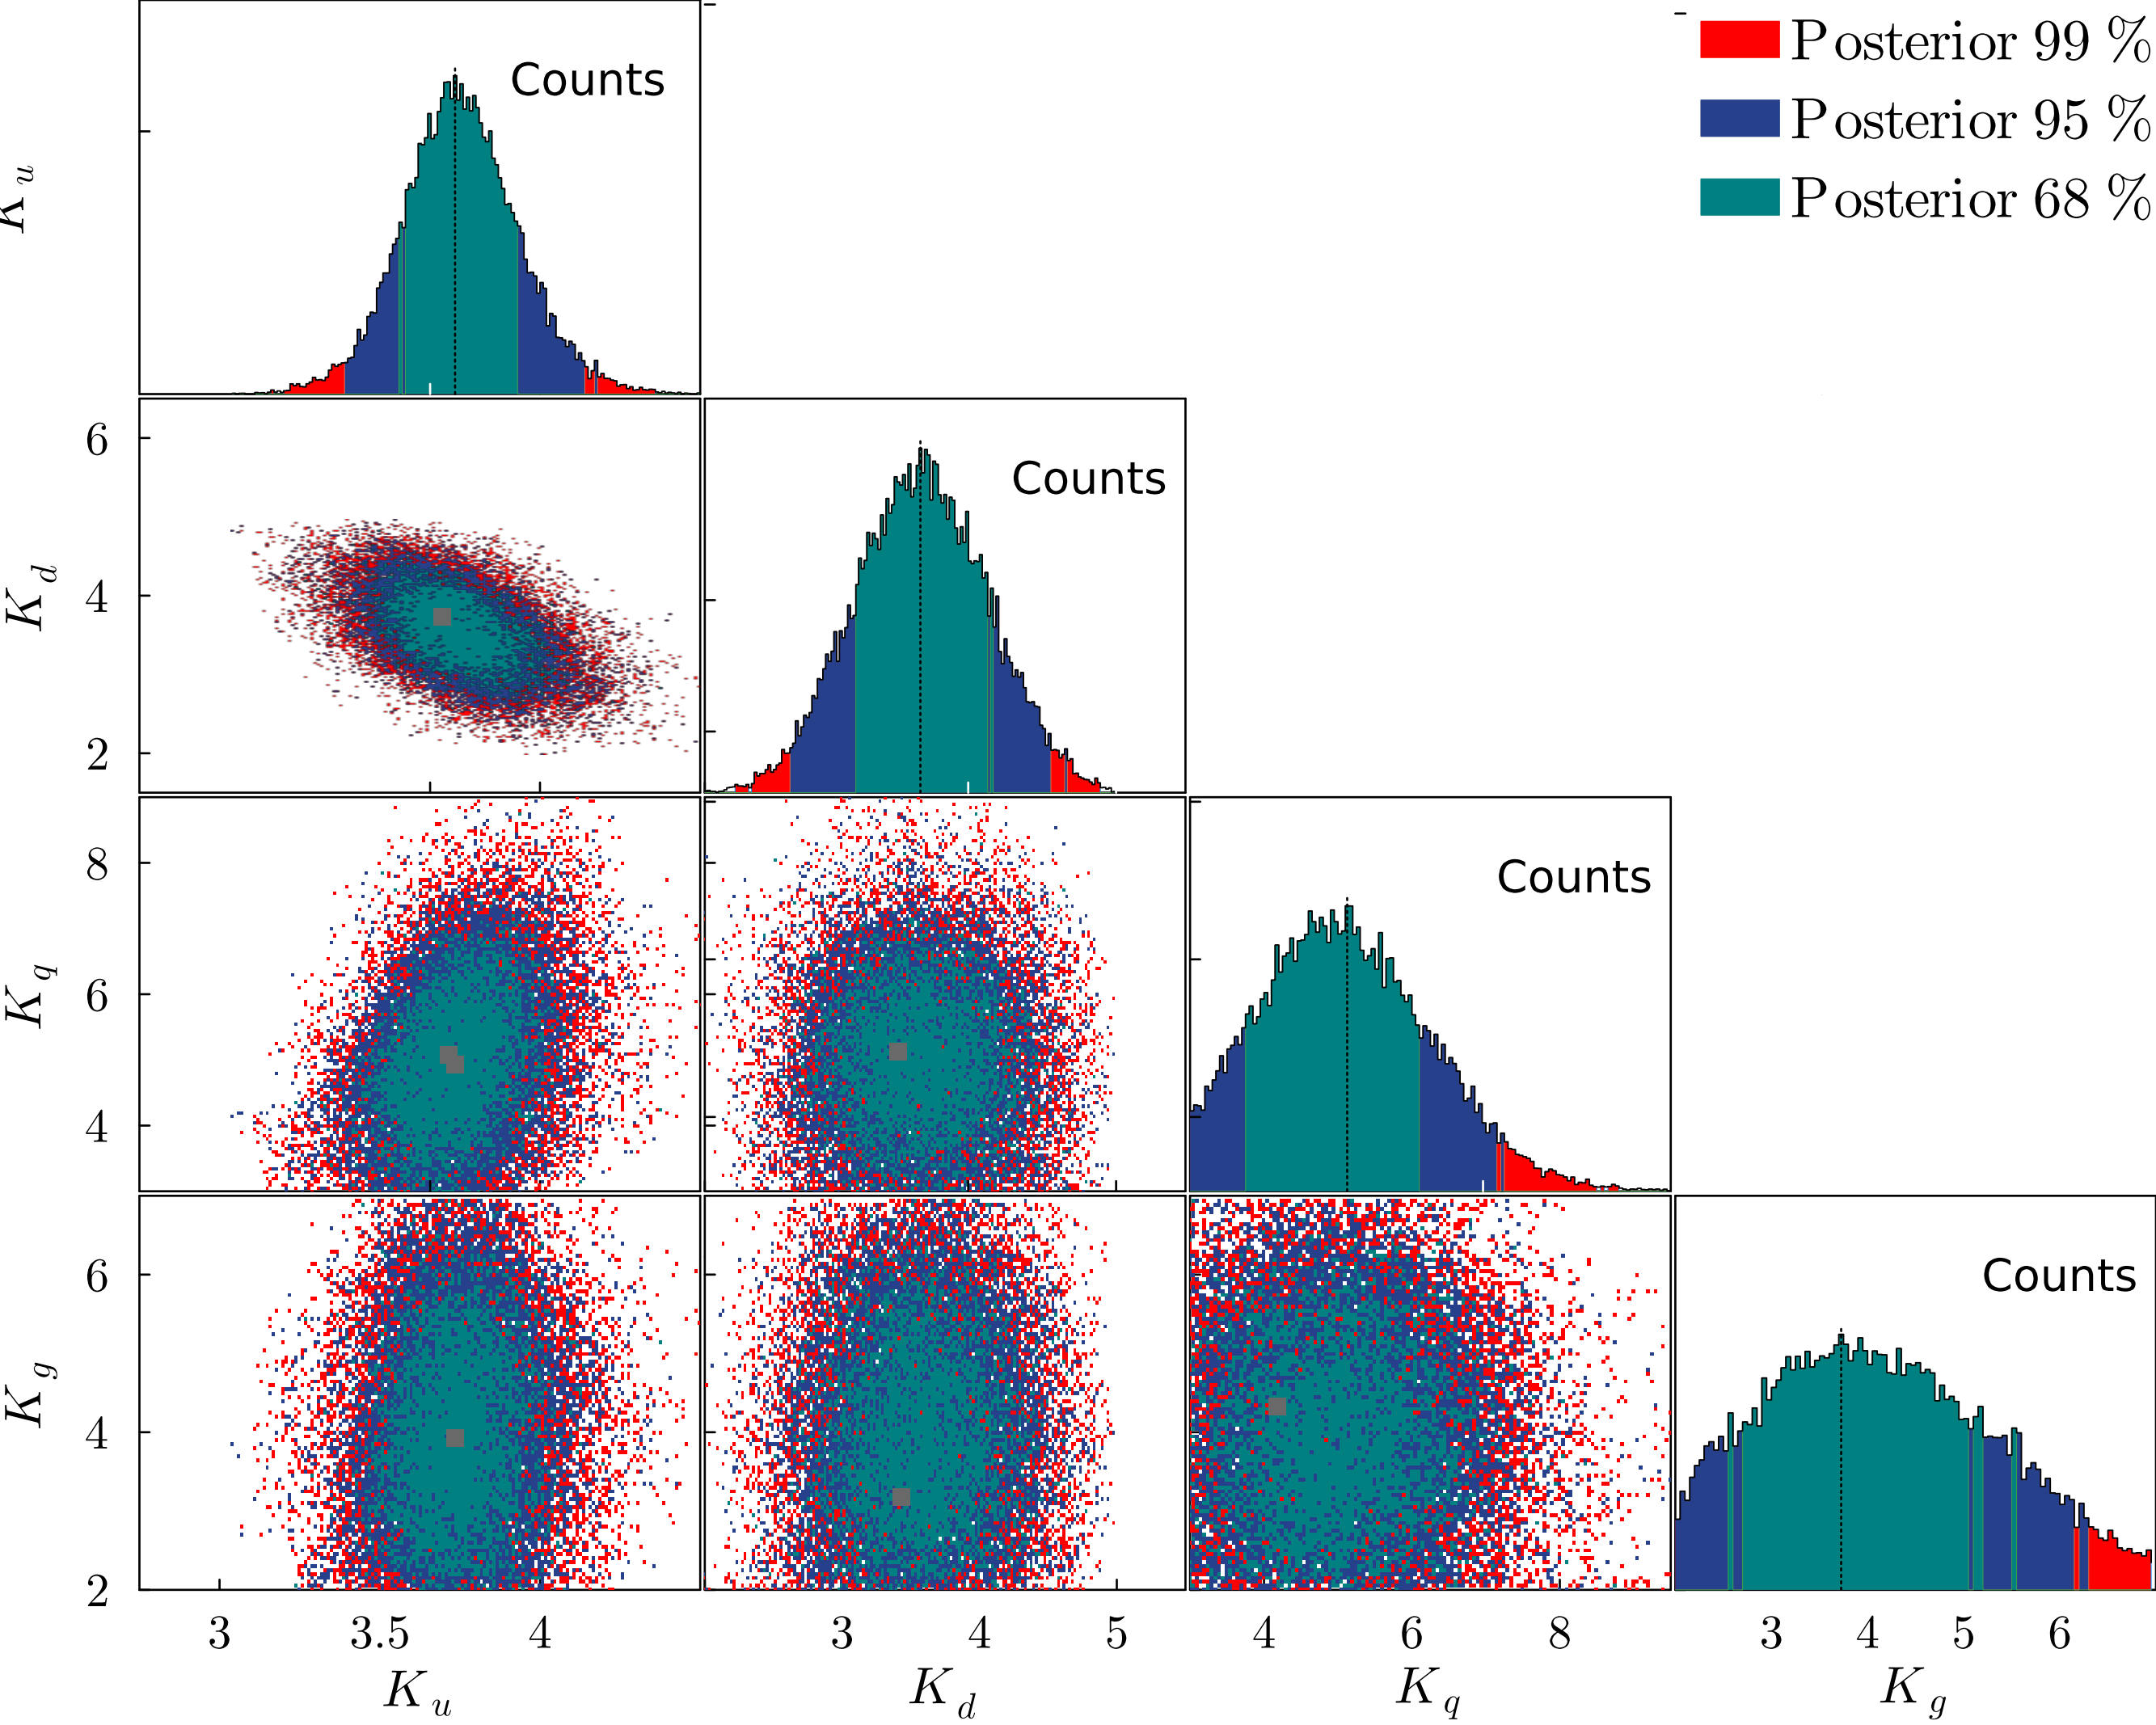 Counts
Posterior 99 %
Posterior 95 %
Posterior 68 %
K u
6
4
2
K d
Counts
8
6
4
K q
Counts
6
4
2
K g
Counts
3 3.5 4
3 4 5
4 6 8
3 4 5 6
K u
K d
K q
K g